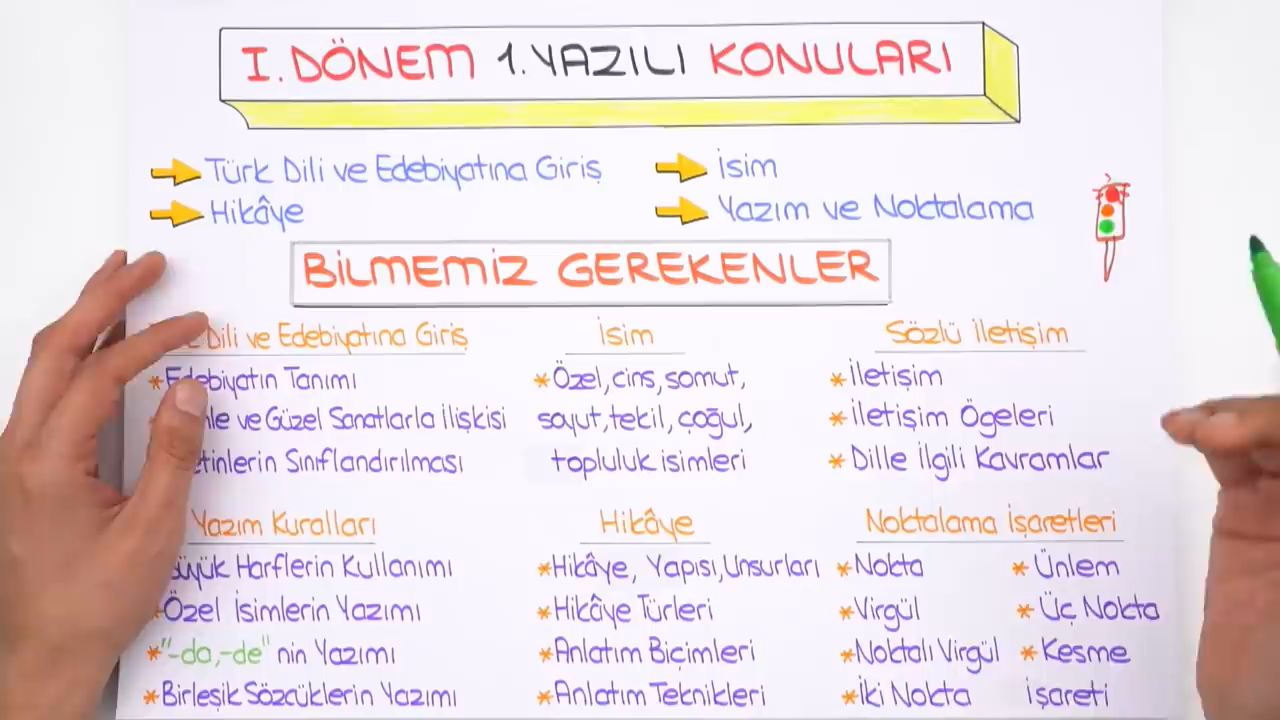 I. DÖNEM 1. YAZILI KONULARI
Türk Dili ve Edebiyatına Giriş
Hikâye
İsim
Yazım ve Noktalama
BİLMEMİZ GEREKENLER
Dili ve Edebiyatına Giriş
*Edebiyatın Tanımı
ve Güzel Sanatlarla İlişkisi
Sınıflandırılması
İsim
*Özel, cins, somut,
soyut, tekil, çoğul,
topluluk isimleri
Sözlü İletişim
*İletişim
*İletişim Ögeleri
*Dille İlgili Kavramlar
Yazım Kuralları
Büyük Harflerin Kullanımı
*Özel İsimlerin Yazımı
*"-da, -de" nin Yazımı
*Birleşik Sözcüklerin Yazımı
Hikâye
*Hikâye, Yapısı, Unsurları
*Hikâye Türleri
*Anlatım Biçimleri
*Anlatım Teknikleri
Noktalama İşaretleri
*Nokta
*Virgül
*Noktalı Virgül
*İki Nokta
*Ünlem
*Üç Nokta
*Kesme
İşareti